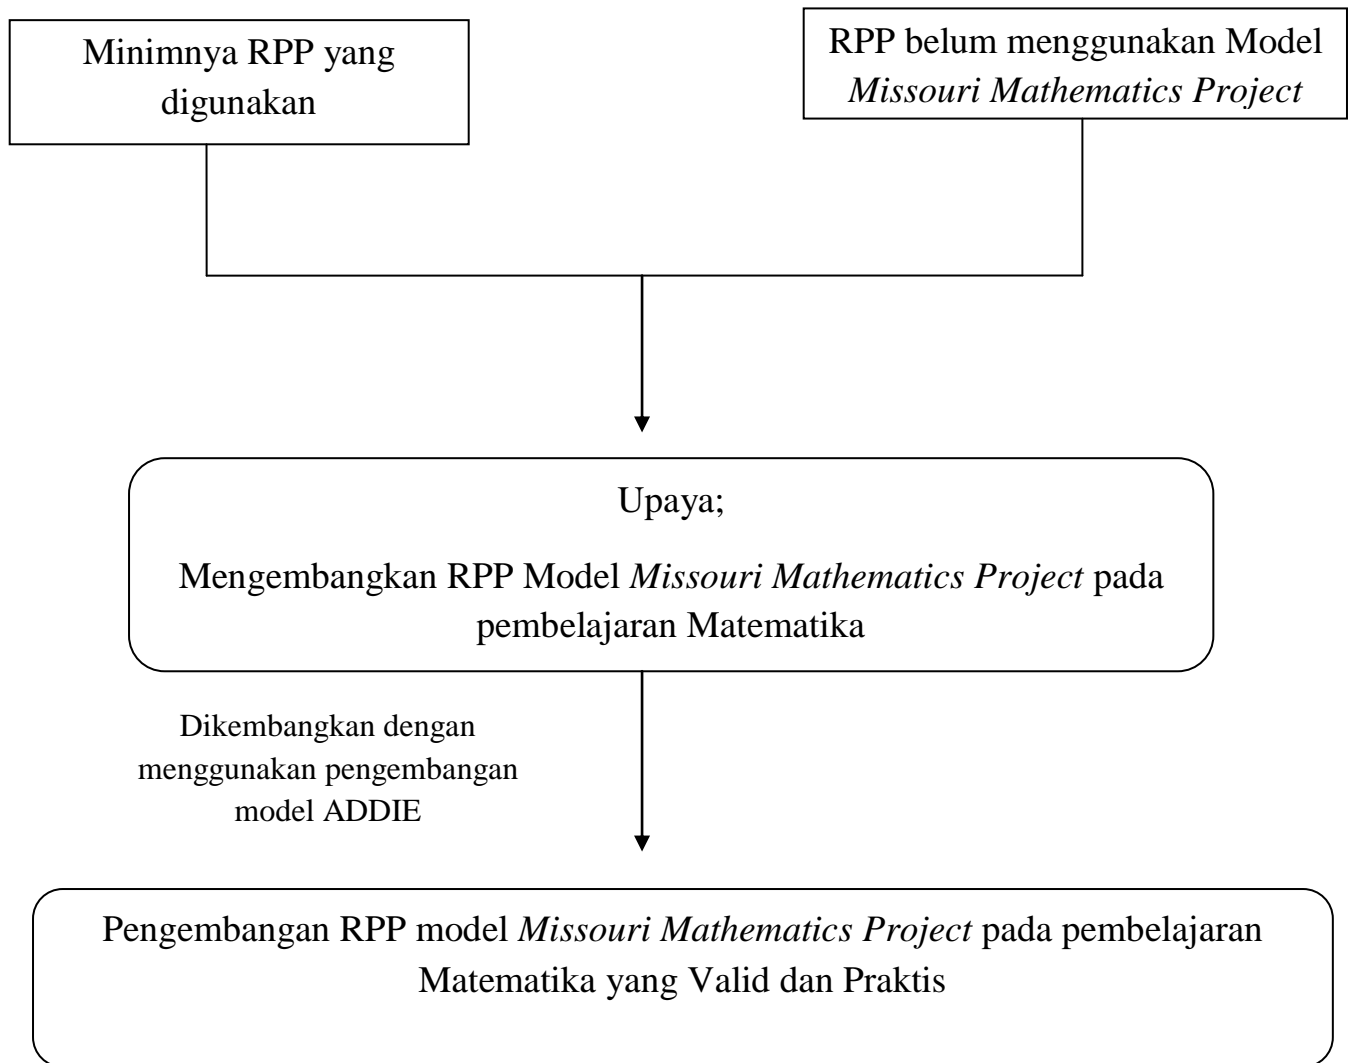 Minimnya RPP yang
digunakan
RPP belum menggunakan Model
Missouri Mathematics Project
Upaya;
Mengembangkan RPP Model Missouri Mathematics Project pada
pembelajaran Matematika
Dikembangkan dengan
menggunakan pengembangan
model ADDIE
Pengembangan RPP model Missouri Mathematics Project pada pembelajaran
Matematika yang Valid dan Praktis